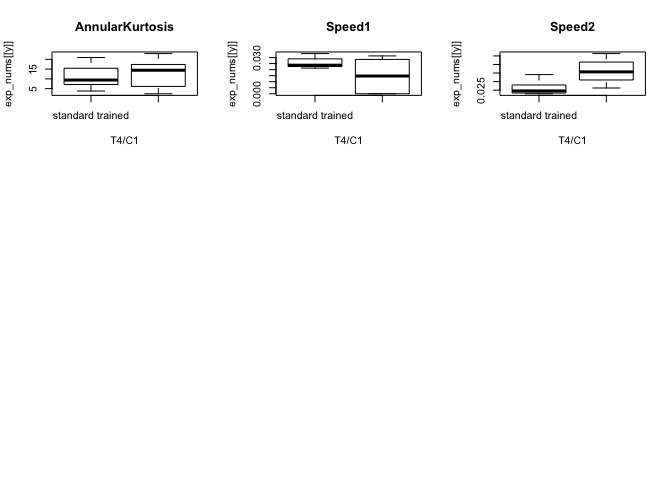 AnnularKurtosis
exp_nums[[y]]
5 15
standard trained
T4/C1
Speed1
exp_nums[[y]]
0.000 0.030
standard trained
T4/C1
Speed2
exp_nums[[y]]
0.025
standard trained
T4/C1